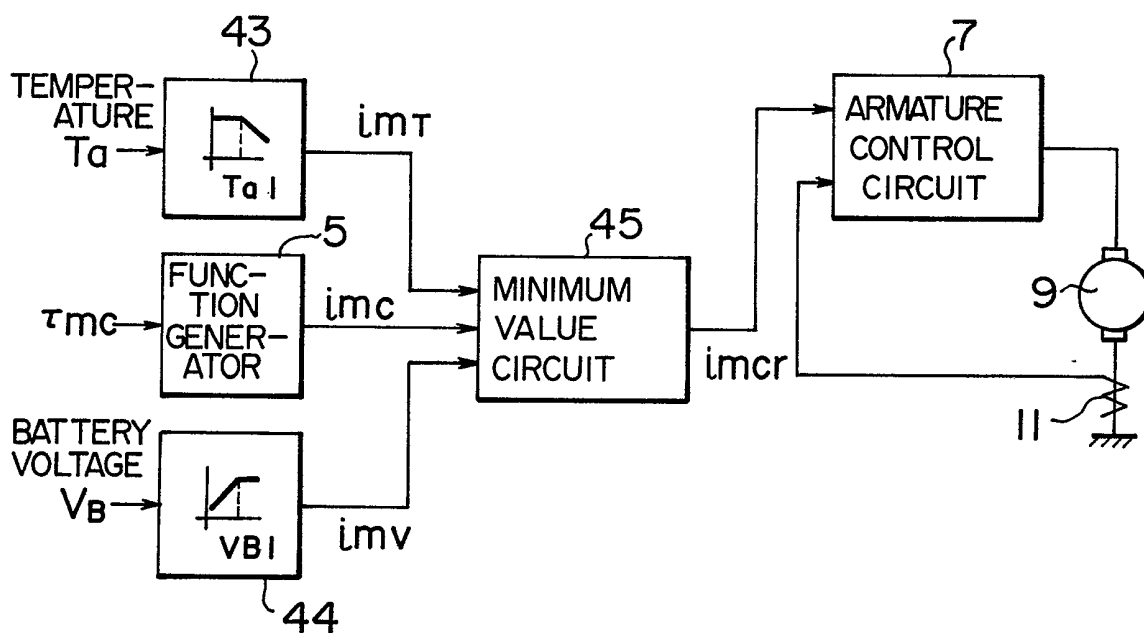 43
TEMPER-
ATURE
Ta
Ta1
imT
7
ARMATURE
CONTROL
CIRCUIT
5
τmc
FUNC-
TION
GENER-
ATOR
imc
45
MINIMUM
VALUE
CIRCUIT
imcr
9
11
BATTERY
VOLTAGE
VB
VB1
imv
44